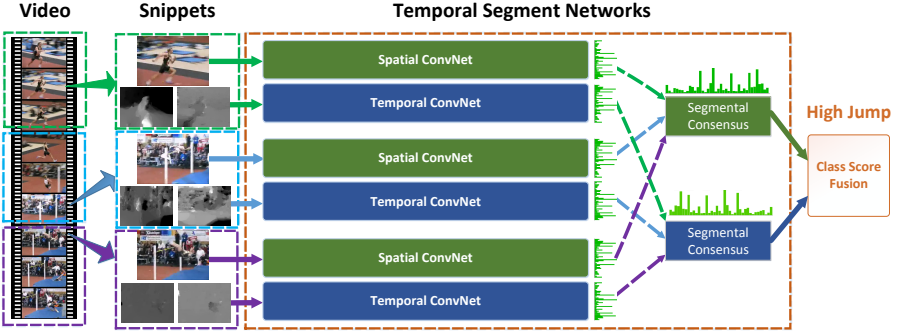 Video
Snippets
Temporal Segment Networks
Spatial ConvNet
Temporal ConvNet
Spatial ConvNet
Temporal ConvNet
Spatial ConvNet
Temporal ConvNet
Segmental
Consensus
Segmental
Consensus
High Jump
Class Score
Fusion